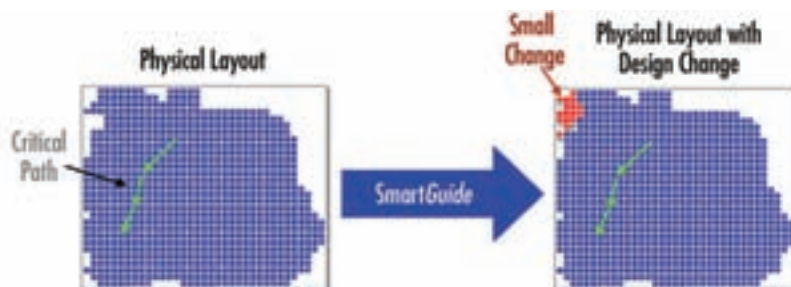 Physical Layout
Critical
Path
SmartGuide
Small
Change
Physical Layout with
Design Change